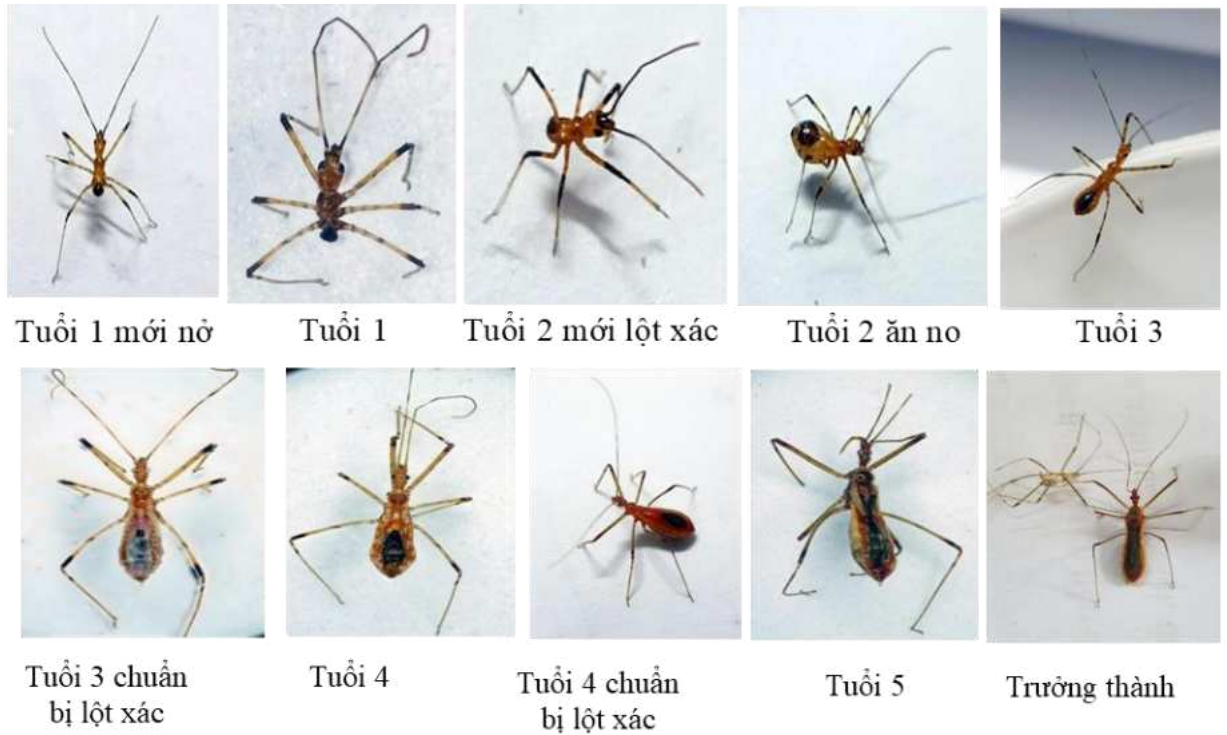 Tuổi 1 mới nở
Tuổi 1
Tuổi 2 mới lột xác
Tuổi 2 ăn no
Tuổi 3
Tuổi 3 chuẩn
bị lột xác
Tuổi 4
Tuổi 4 chuẩn
bị lột xác
Tuổi 5
Trưởng thành